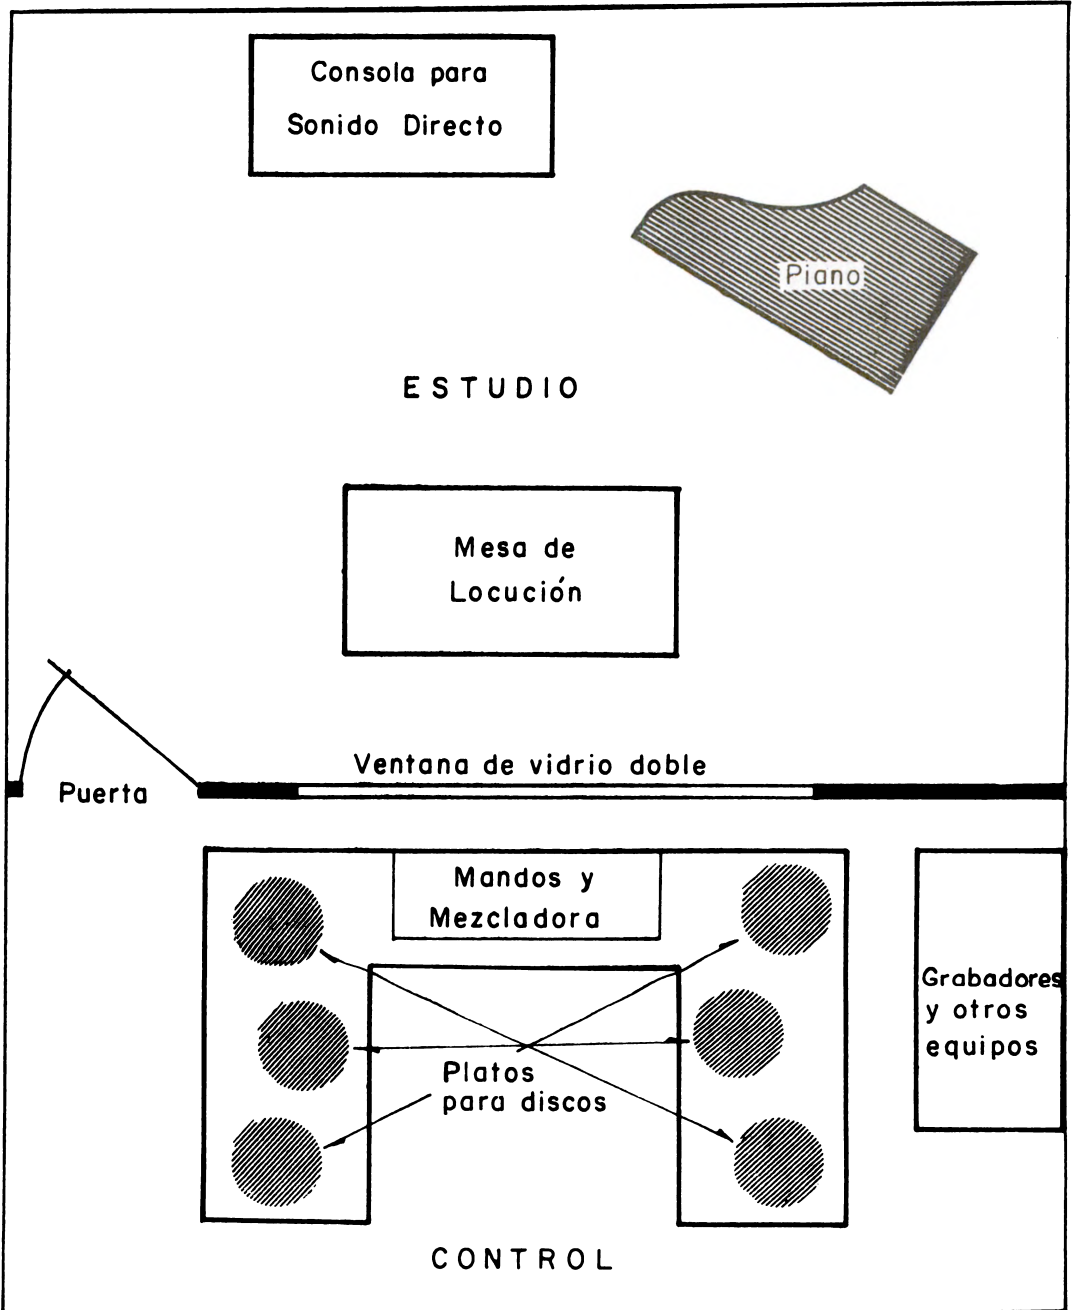 Consola para
Sonido Directo
Piano
ESTUDIO
Mesa de
Locución
Ventana de vidrio doble
Puerta
Mandos y
Mezcladora
Grabadores
y otros
equipos
Platos
para discos
CONTROL